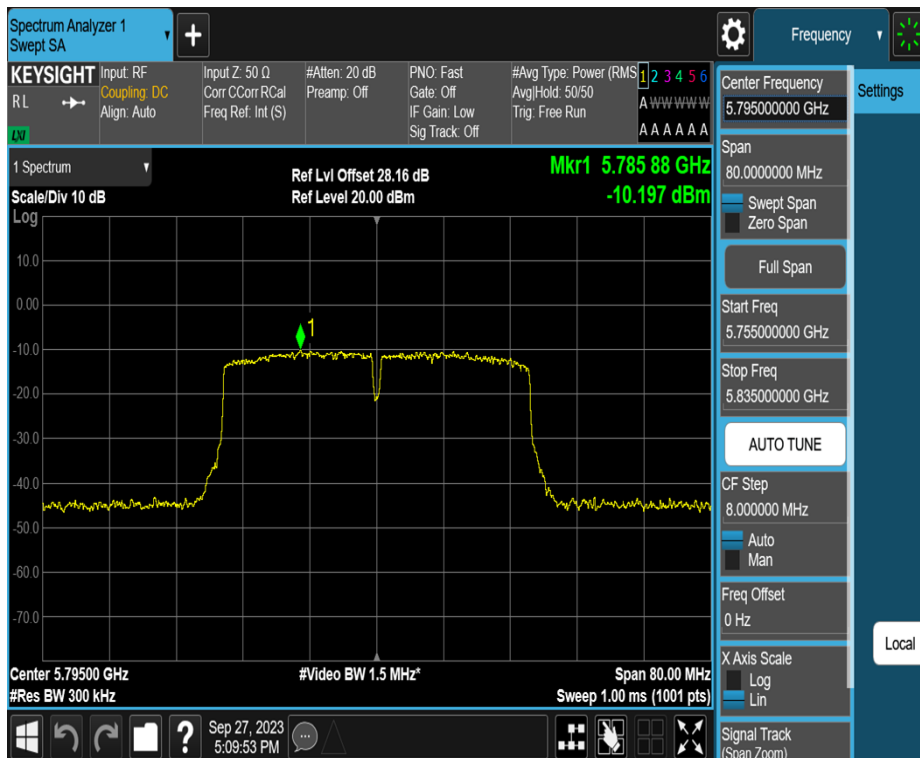 Spectrum Analyzer 1
Swept SA
+
Frequency
KEYSIGHT
RL
LXI
Input: RF
Coupling: DC
Align: Auto
Input Z: 50 Ω
Corr CCorr RCal
Freq Ref: Int (S)
#Atten: 20 dB
Preamp: Off
PNO: Fast
Gate: Off
IF Gain: Low
Sig Track: Off
#Avg Type: Power (RMS
Avg|Hold: 50/50
Trig: Free Run
1 2 3 4 5 6
A W W W W W
A A A A A A
1 Spectrum
Scale/Div 10 dB
Log
Ref Lvl Offset 28.16 dB
Ref Level 20.00 dBm
Mkr1 5.785 88 GHz
-10.197 dBm
10.0
0.00
-10.0
-20.0
-30.0
-40.0
-50.0
-60.0
-70.0
1
Center 5.79500 GHz
#Res BW 300 kHz
#Video BW 1.5 MHz*
Span 80.00 MHz
Sweep 1.00 ms (1001 pts)
?
Sep 27, 2023
5:09:53 PM
Center Frequency
5.795000000 GHz
Span
80.0000000 MHz
Swept Span
Zero Span
Full Span
Start Freq
5.755000000 GHz
Stop Freq
5.835000000 GHz
AUTO TUNE
CF Step
8.000000 MHz
Auto
Man
Freq Offset
0 Hz
X Axis Scale
Log
Lin
Signal Track
(Span Zoom)
Settings
Local